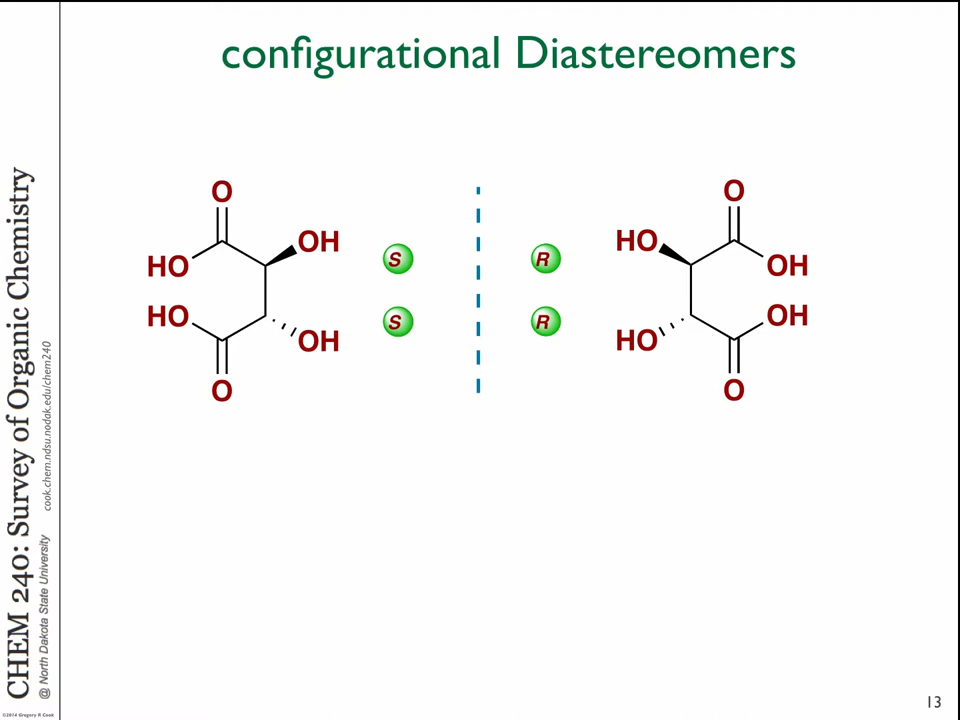 configurational Diastereomers
O
OH
HO
HO
OH
O
S
S
R
R
O
HO
OH
OH
HO
O
CHEM 240: Survey of Organic Chemistry
@ North Dakota State University
cook.chem.ndsu.nodak.edu/chem240
©2014 Gregory R Cook
13